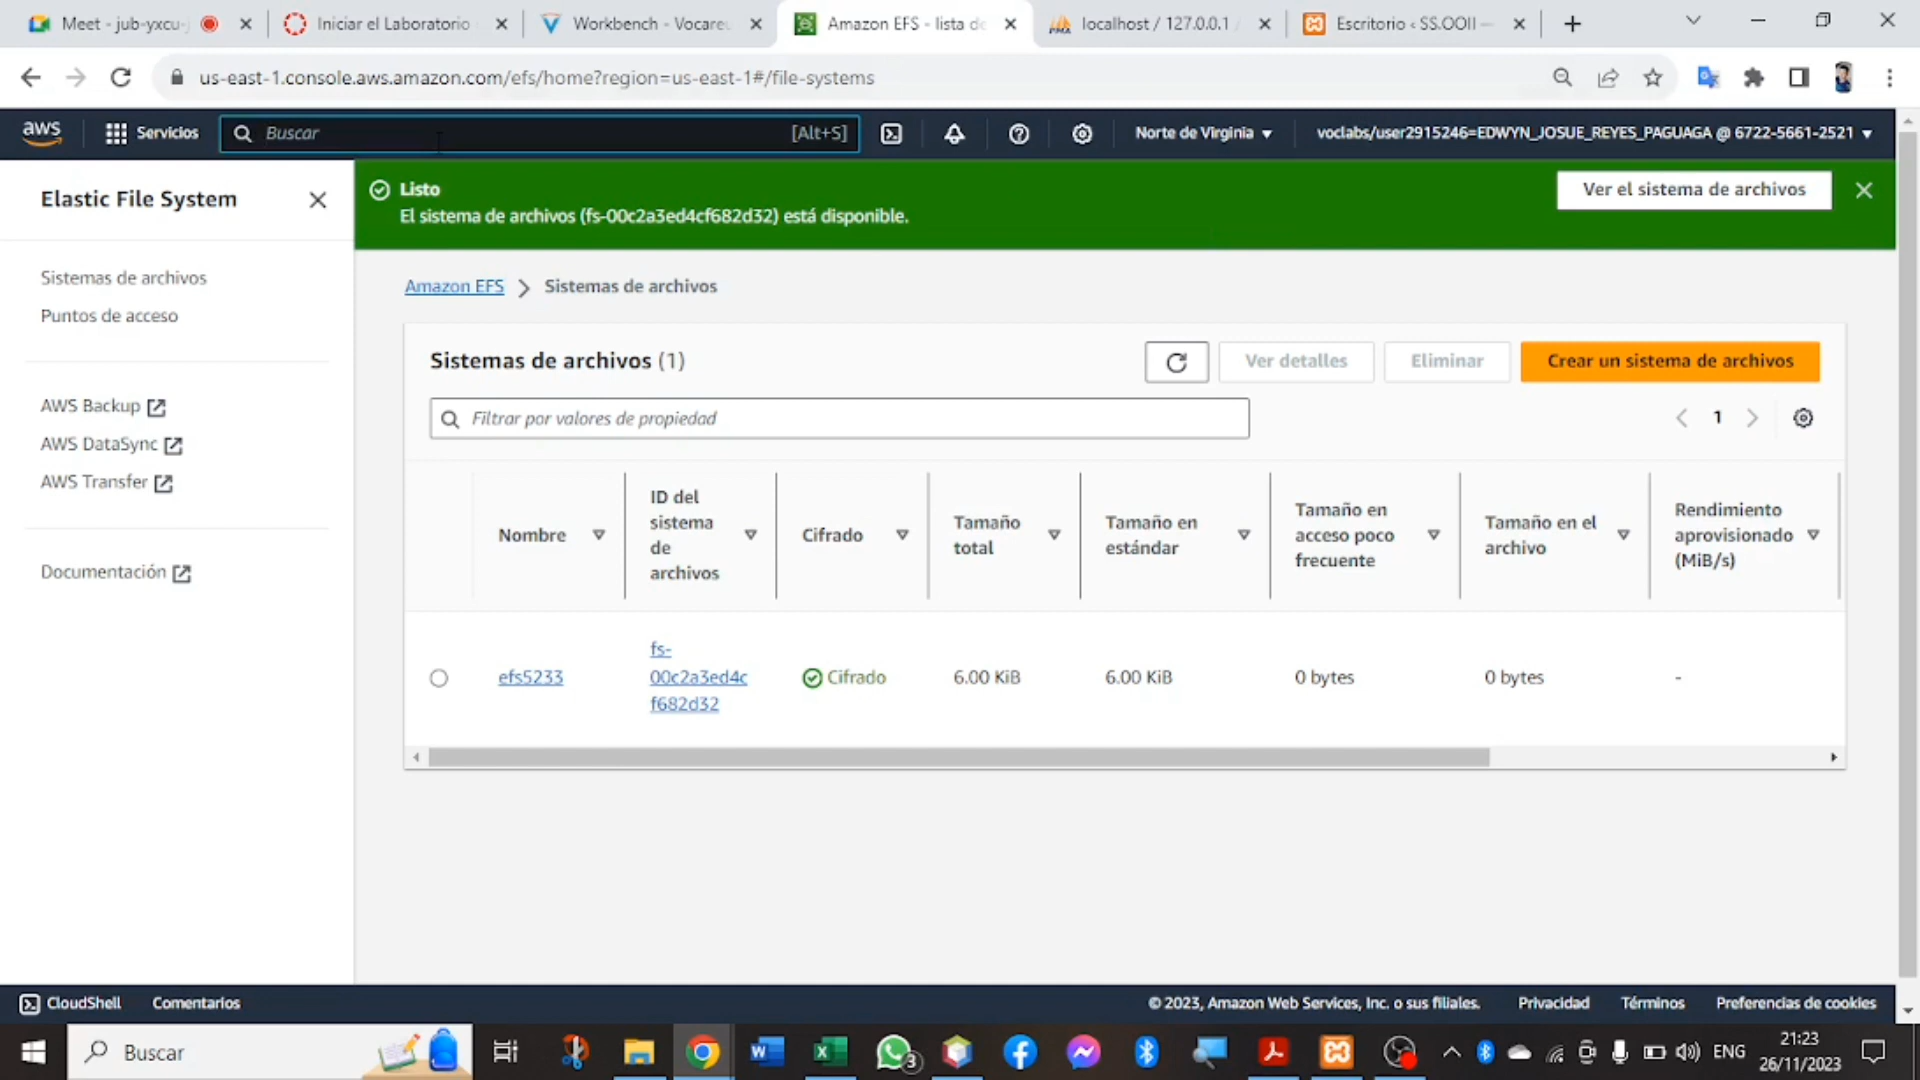 Meet - jub-yxcu-
Iniciar el Laboratorio
Workbench - Vocare
Amazon EFS - lista de
localhost / 127.0.0.1 /
Escritorio ‹ SS.OOII —
us-east-1.console.aws.amazon.com/efs/home?region=us-east-1#/file-systems
aws
Servicios
Buscar
[Alt+S]
Norte de Virginia
voclabs/user2915246=EDWYN_JOSUE_REYES_PAGUAGA @ 6722-5661-2521
Elastic File System
Sistemas de archivos
Puntos de acceso
AWS Backup
AWS DataSync
AWS Transfer
Documentación
Listo
El sistema de archivos (fs-00c2a3ed4cf682d32) está disponible.
Ver el sistema de archivos
Amazon EFS
Sistemas de archivos
Sistemas de archivos (1)
Ver detalles
Eliminar
Crear un sistema de archivos
Filtrar por valores de propiedad
1
Nombre
ID del
sistema
de
archivos
Cifrado
Tamaño
total
Tamaño en
estándar
Tamaño en
acceso poco
frecuente
Tamaño en el
archivo
Rendimiento
aprovisionado
(MiB/s)
efs5233
fs-
00c2a3ed4c
f682d32
Cifrado
6.00 KiB
6.00 KiB
0 bytes
0 bytes
-
CloudShell
Comentarios
© 2023, Amazon Web Services, Inc. o sus filiales.
Privacidad
Términos
Preferencias de cookies
Buscar
3
ENG
21:23
26/11/2023